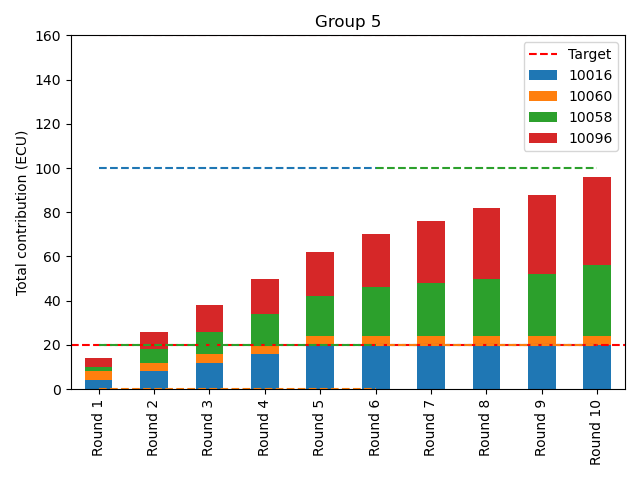 Group 5
Total contribution (ECU)
160
140
120
100
80
60
40
20
0
Target
10016
10060
10058
10096
Round 1
Round 2
Round 3
Round 4
Round 5
Round 6
Round 7
Round 8
Round 9
Round 10